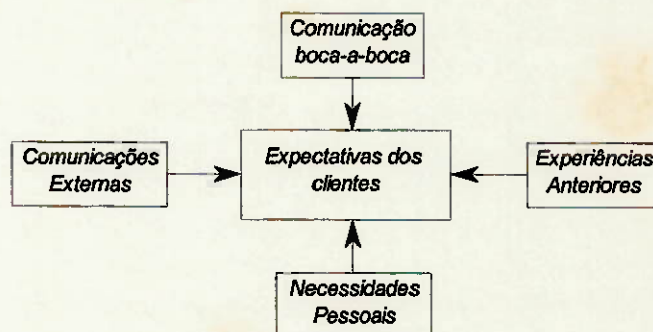 Comunicação
boca-a-boca
Comunicações
Externas
Expectativas dos
clientes
Experiências
Anteriores
Necessidades
Pessoais